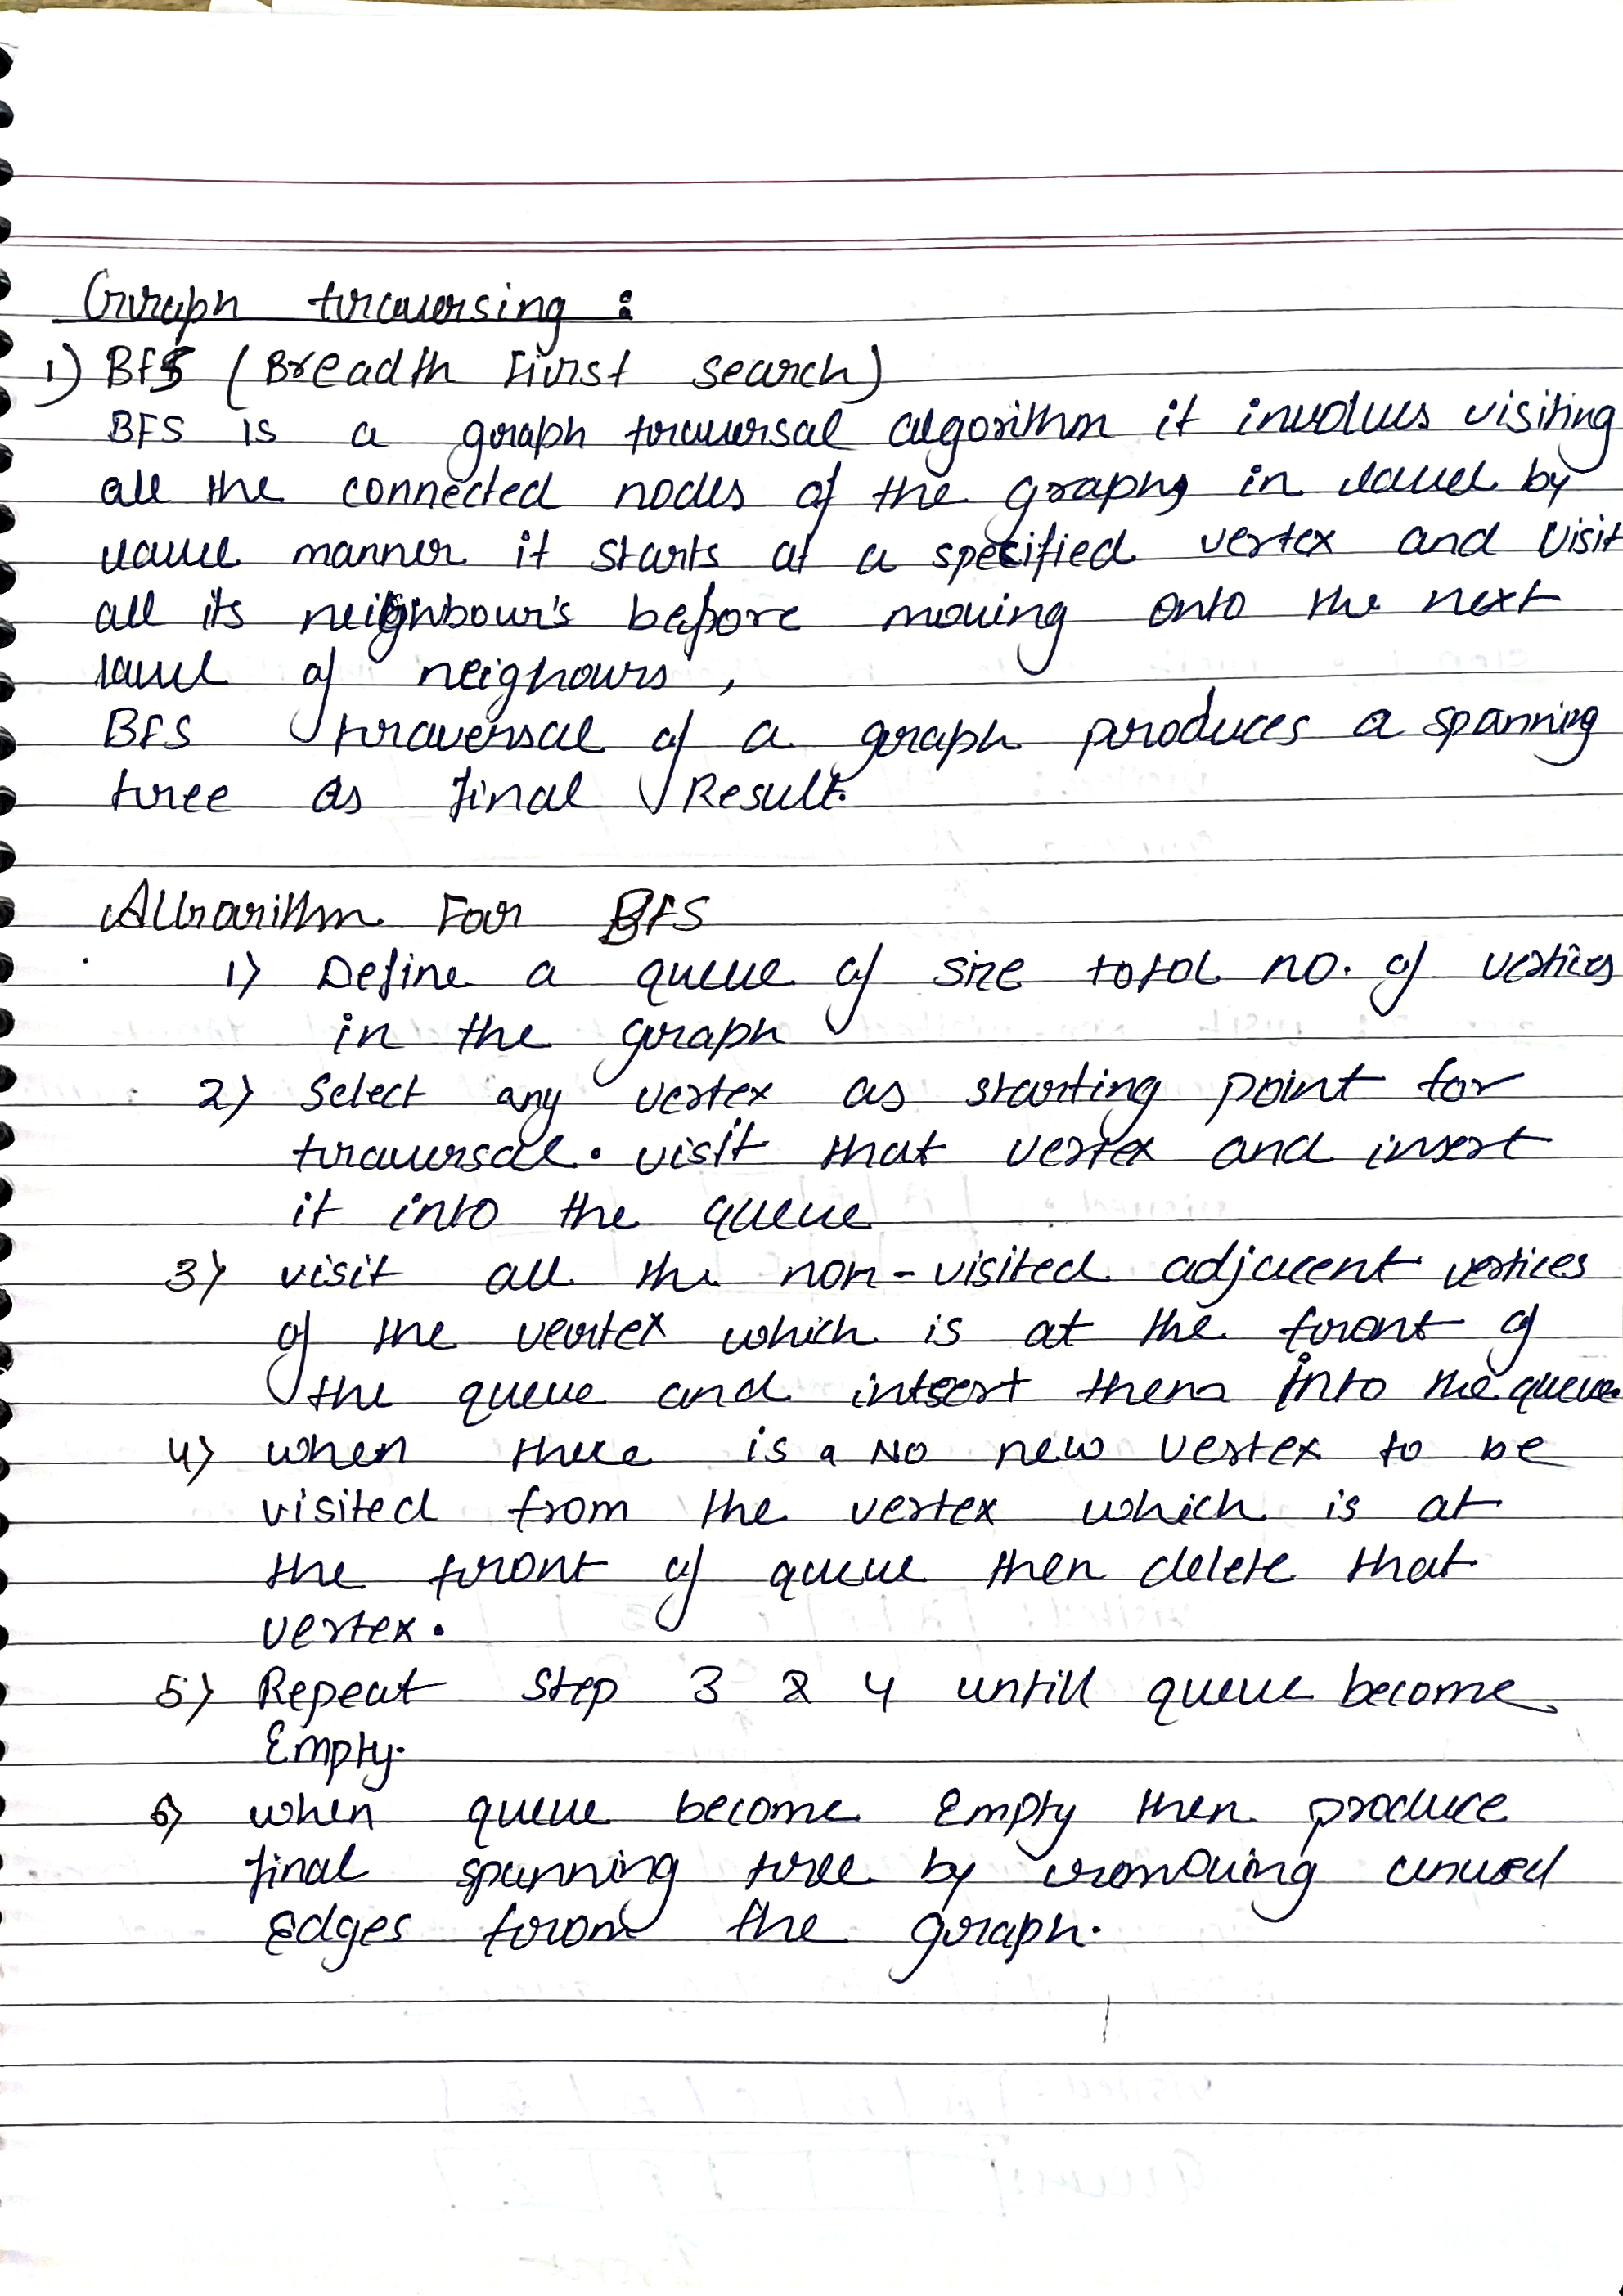 Graph traversing :
1) BFS (Breadth First search)
BFS is a graph traversal algorithm it involves visiting
all the connected nodes of the graphs in lavel by
lavel manner it starts at a specified vertex and visit
all its neighbour's before moving onto the next
lavel of neighours,
BFS traversal of a graph produces a spanning
tree as final Result.
Algorithm For BFS
1) Define a queue of size total no. of vertices
in the graph
2) Select any vertex as starting point for
traversal. visit that vertex and insert
it into the queue
3) visit all the non-visited adjacent vertices
of the vertex which is at the front of
the queue and insert them into the queue.
4) when there is a No new vertex to be
visited from the vertex which is at
the front of queue then delete that
vertex.
5) Repeat step 3 & 4 untill queue become
Empty.
6) when queue become Empty then produce
final spanning tree by removing unused
edges from the graph.